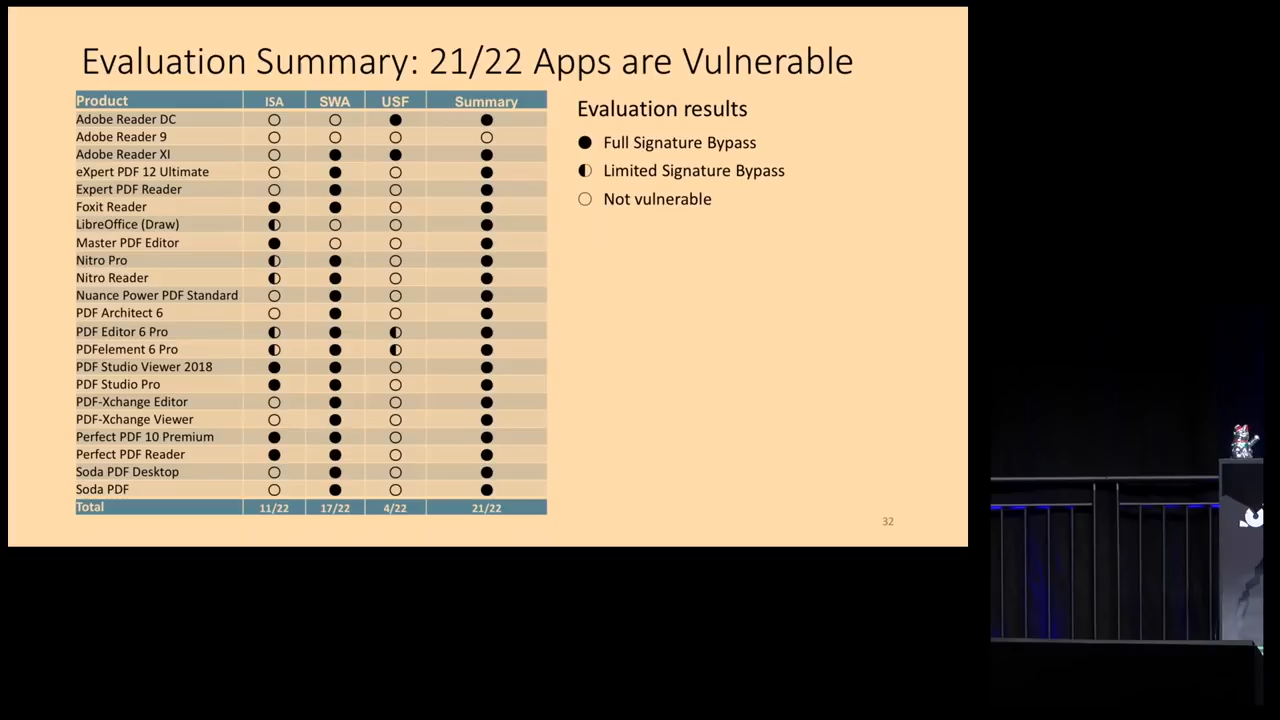 Evaluation Summary: 21/22 Apps are Vulnerable
Product ISA SWA USF Summary
Adobe Reader DC ○ ○ ● ●
Adobe Reader 9 ○ ○ ○ ○
Adobe Reader XI ○ ● ● ●
eXpert PDF 12 Ultimate ○ ● ○ ●
Expert PDF Reader ○ ● ○ ●
Foxit Reader ● ● ○ ●
LibreOffice (Draw) ◐ ○ ○ ●
Master PDF Editor ● ○ ○ ●
Nitro Pro ◐ ● ○ ●
Nitro Reader ◐ ● ○ ●
Nuance Power PDF Standard ○ ● ○ ●
PDF Architect 6 ○ ● ○ ●
PDF Editor 6 Pro ◐ ● ◐ ●
PDFelement 6 Pro ◐ ● ◐ ●
PDF Studio Viewer 2018 ● ● ○ ●
PDF Studio Pro ● ● ○ ●
PDF-Xchange Editor ○ ● ○ ●
PDF-Xchange Viewer ○ ● ○ ●
Perfect PDF 10 Premium ● ● ○ ●
Perfect PDF Reader ● ● ○ ●
Soda PDF Desktop ○ ● ○ ●
Soda PDF ○ ● ○ ●
Total 11/22 17/22 4/22 21/22
Evaluation results
● Full Signature Bypass
◐ Limited Signature Bypass
○ Not vulnerable
32